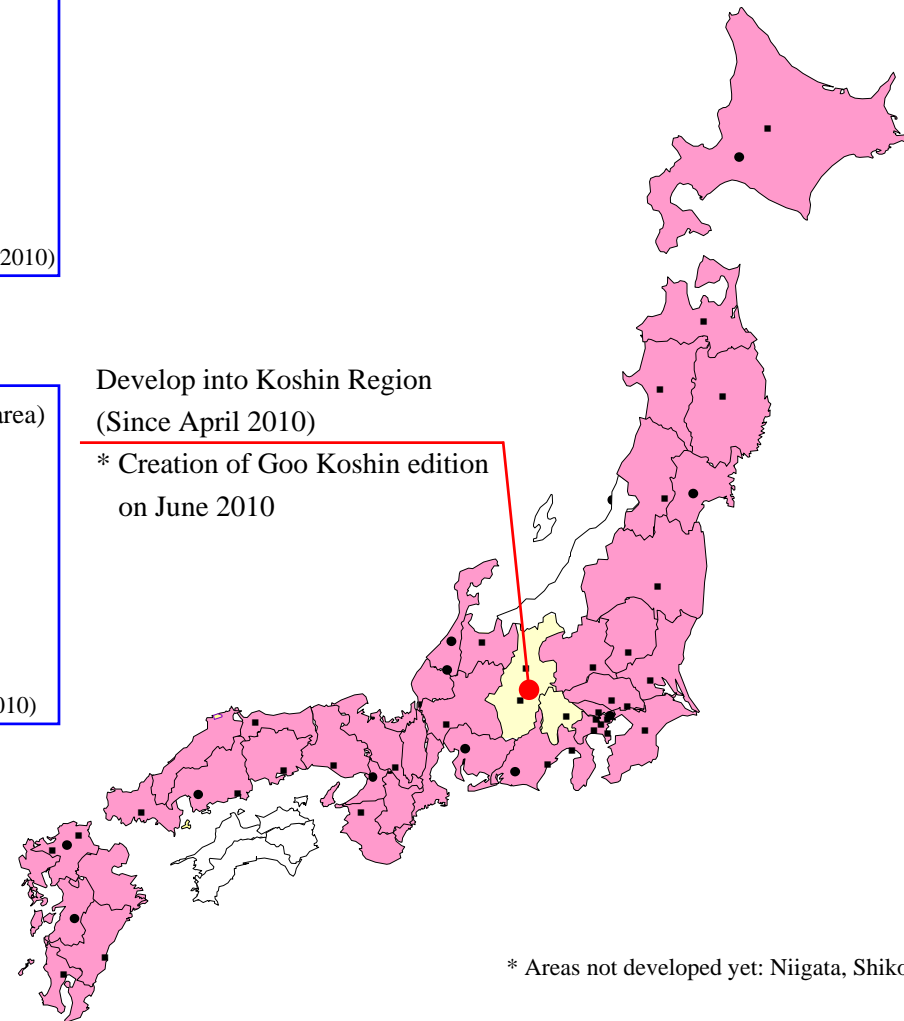 2010)
area)
Develop into Koshin Region
(Since April 2010)
* Creation of Goo Koshin edition
on June 2010
010)
* Areas not developed yet: Niigata,